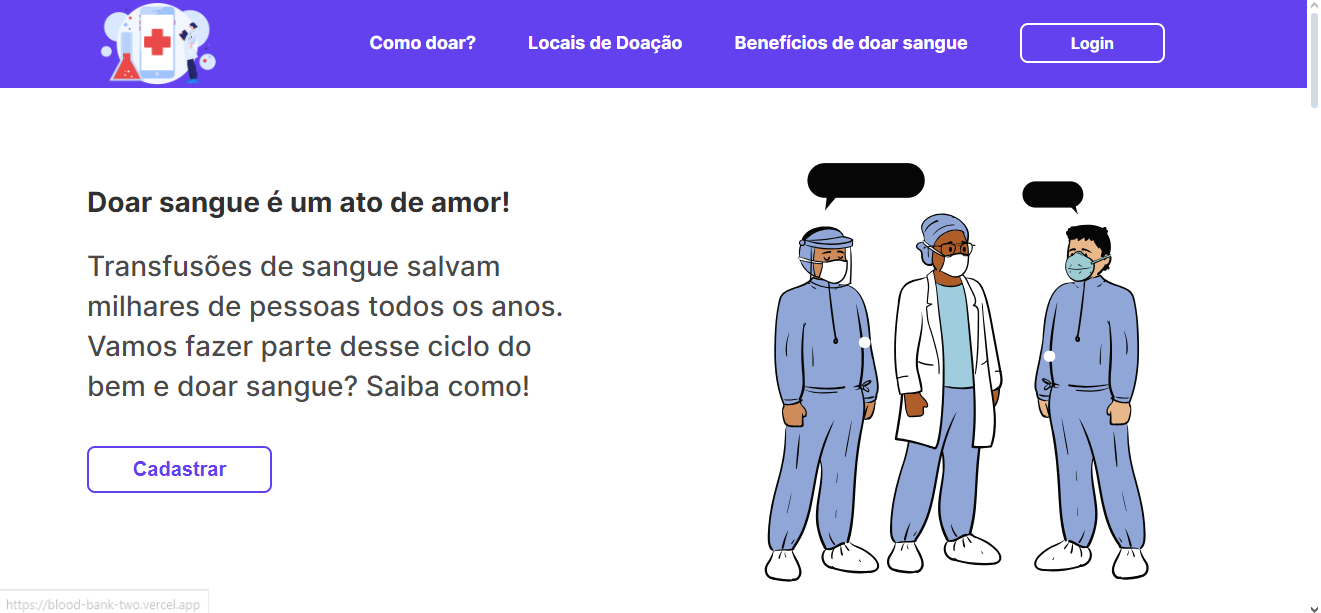 Como doar?
Locais de Doação
Benefícios de doar sangue
Login
Doar sangue é um ato de amor!
Transfusões de sangue salvam
milhares de pessoas todos os anos.
Vamos fazer parte desse ciclo do
bem e doar sangue? Saiba como!
Cadastrar
https://blood-bank-two.vercel.app